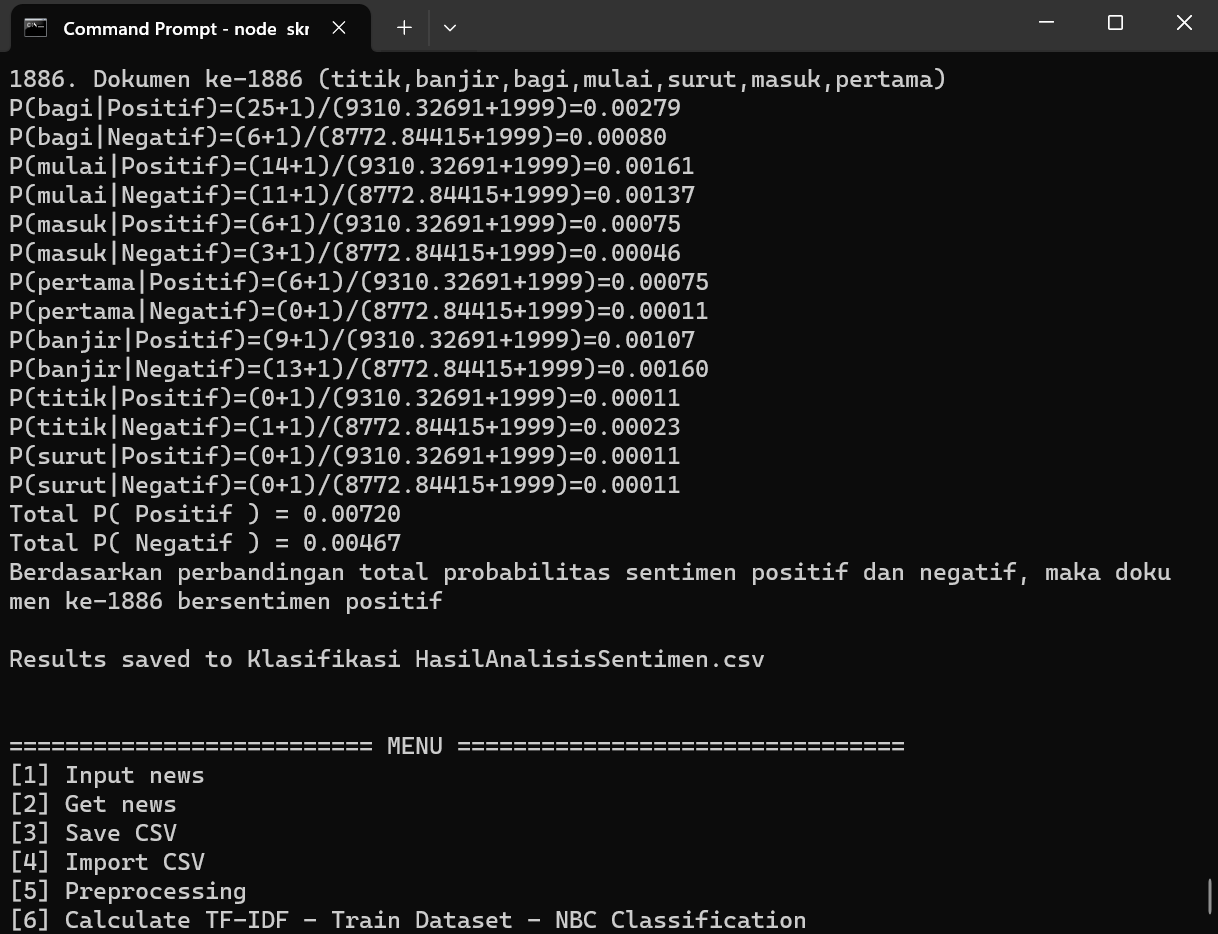 Command Prompt - node skr
1886. Dokumen ke-1886 (titik,banjir,bagi,mulai,surut,masuk,pertama)
P(bagi|Positif)=(25+1)/(9310.32691+1999)=0.00279
P(bagi|Negatif)=(6+1)/(8772.84415+1999)=0.00080
P(mulai|Positif)=(14+1)/(9310.32691+1999)=0.00161
P(mulai|Negatif)=(11+1)/(8772.84415+1999)=0.00137
P(masuk|Positif)=(6+1)/(9310.32691+1999)=0.00075
P(masuk|Negatif)=(3+1)/(8772.84415+1999)=0.00046
P(pertama|Positif)=(6+1)/(9310.32691+1999)=0.00075
P(pertama|Negatif)=(0+1)/(8772.84415+1999)=0.00011
P(banjir|Positif)=(9+1)/(9310.32691+1999)=0.00107
P(banjir|Negatif)=(13+1)/(8772.84415+1999)=0.00160
P(titik|Positif)=(0+1)/(9310.32691+1999)=0.00011
P(titik|Negatif)=(1+1)/(8772.84415+1999)=0.00023
P(surut|Positif)=(0+1)/(9310.32691+1999)=0.00011
P(surut|Negatif)=(0+1)/(8772.84415+1999)=0.00011
Total P( Positif ) = 0.00720
Total P( Negatif ) = 0.00467
Berdasarkan perbandingan total probabilitas sentimen positif dan negatif, maka doku
men ke-1886 bersentimen positif
Results saved to Klasifikasi HasilAnalisisSentimen.csv
========================== MENU ================================
[1] Input news
[2] Get news
[3] Save CSV
[4] Import CSV
[5] Preprocessing
[6] Calculate TF-IDF - Train Dataset - NBC Classification